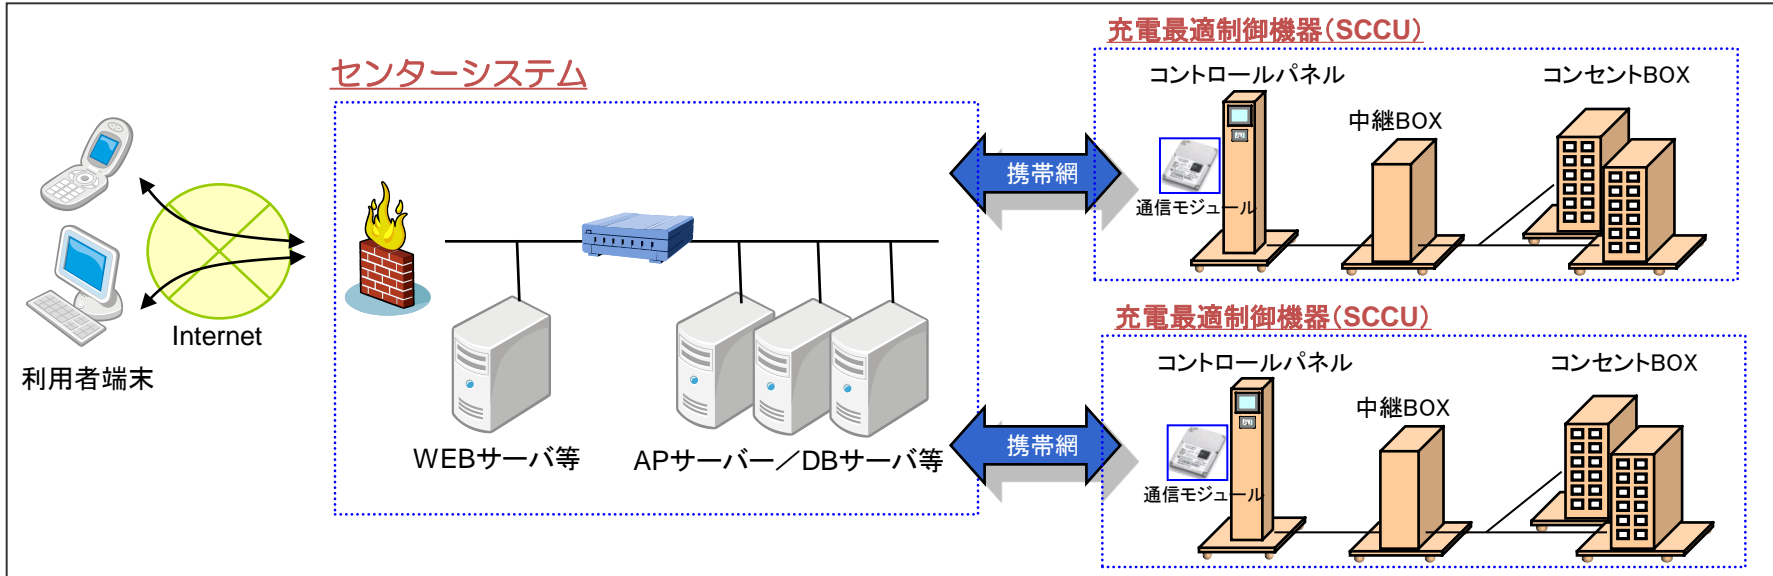 充電最適制御機器(SCCU)
センターシステム
コントロールパネル
コンセントBOX
中継BOX
携帯網
通信モジュール
Internet
利用者端末
WEBサーバ等
APサーバー／DBサーバ等
充電最適制御機器(SCCU)
コントロールパネル
コンセントBOX
中継BOX
携帯網
通信モジュール